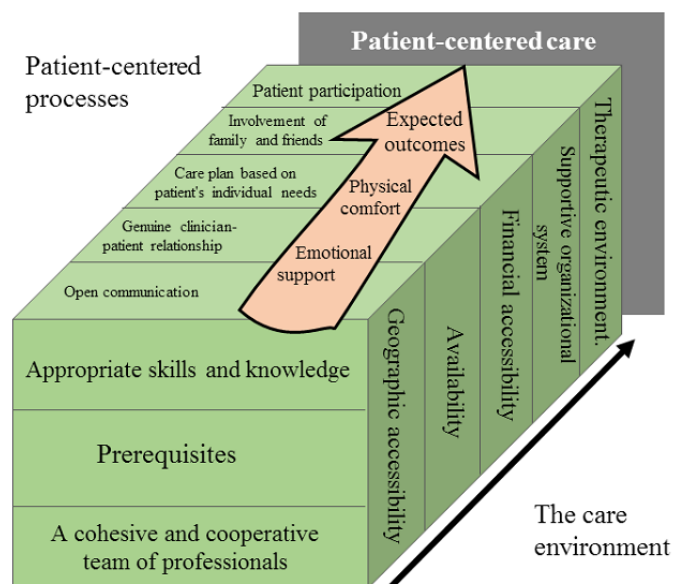 Patient-centered care
Patient-centered
processes
Patient participation
Involvement of
family and friends
Care plan based on
patient's individual needs
Genuine clinician-
patient relationship
Open communication
Expected
outcomes
Physical
comfort
Emotional
support
Appropriate skills and knowledge
Prerequisites
A cohesive and cooperative
team of professionals
Geographic accessibility
Availability
Financial accessibility
Supportive organizational
system
Therapeutic environment.
The care
environment